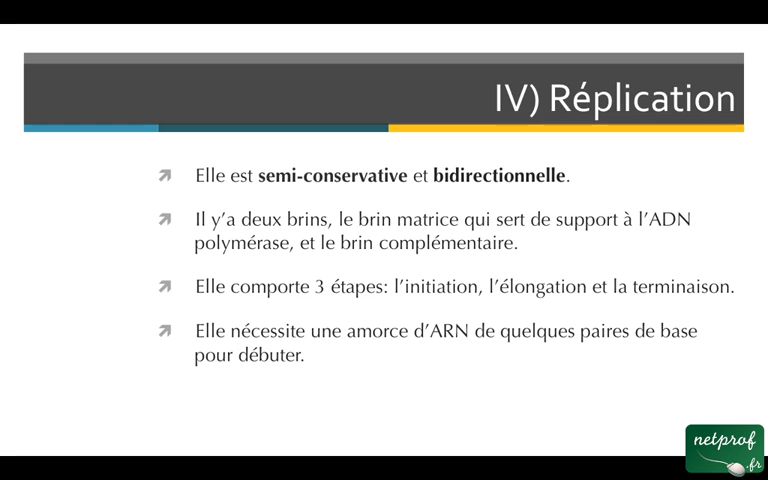 IV) Réplication
Elle est semi-conservative et bidirectionnelle.
Il y'a deux brins, le brin matrice qui sert de support à l'ADN
polymérase, et le brin complémentaire.
Elle comporte 3 étapes: l'initiation, l'élongation et la terminaison.
Elle nécessite une amorce d'ARN de quelques paires de base
pour débuter.
netprof
.fr